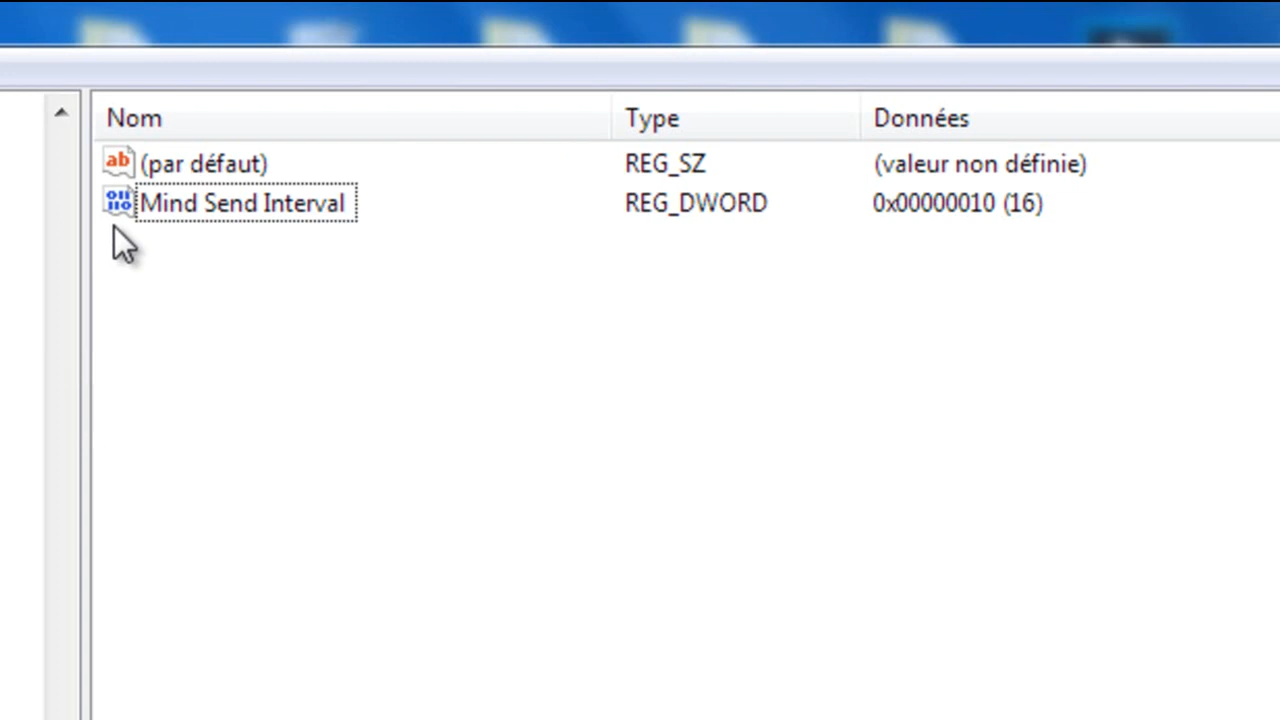 Nom Type Données
(par défaut) REG_SZ (valeur non définie)
Mind Send Interval REG_DWORD 0x00000010 (16)